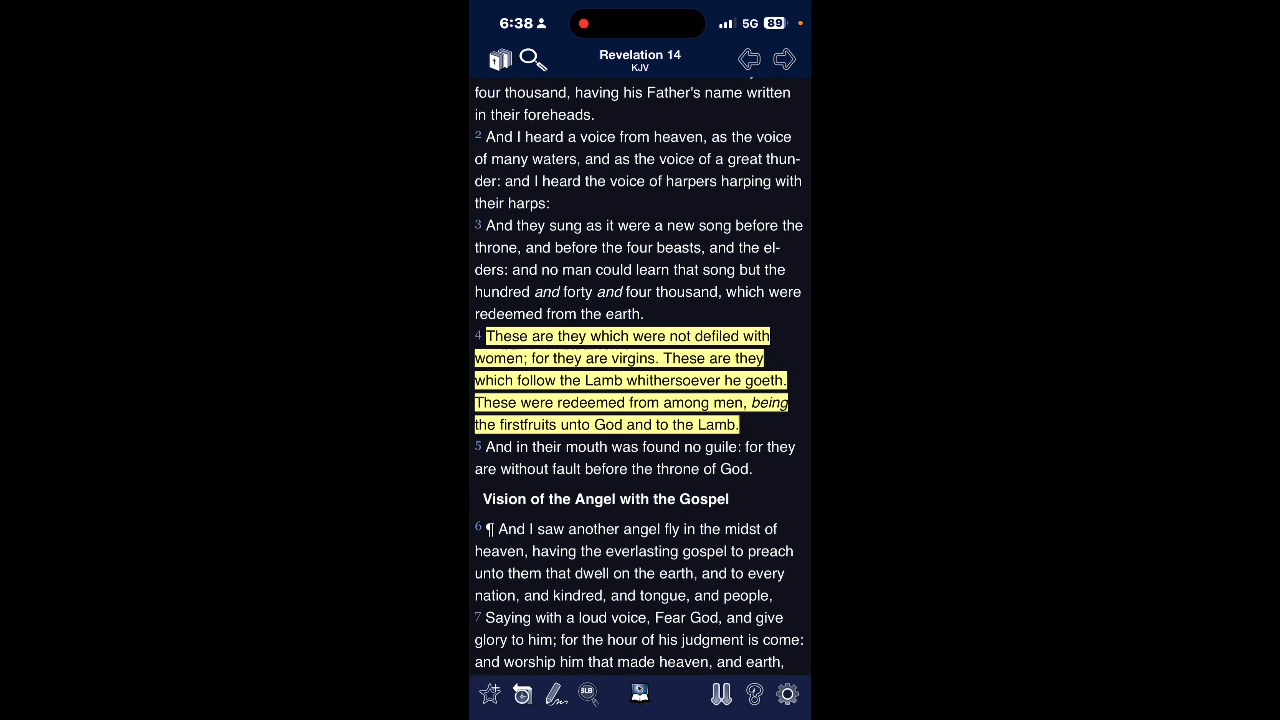 6:38
5G 89
Revelation 14
KJV
four thousand, having his Father's name written
in their foreheads.
2 And I heard a voice from heaven, as the voice
of many waters, and as the voice of a great thun-
der: and I heard the voice of harpers harping with
their harps:
3 And they sung as it were a new song before the
throne, and before the four beasts, and the el-
ders: and no man could learn that song but the
hundred and forty and four thousand, which were
redeemed from the earth.
4 These are they which were not defiled with
women; for they are virgins. These are they
which follow the Lamb whithersoever he goeth.
These were redeemed from among men, being
the firstfruits unto God and to the Lamb.
5 And in their mouth was found no guile: for they
are without fault before the throne of God.
Vision of the Angel with the Gospel
6 ¶ And I saw another angel fly in the midst of
heaven, having the everlasting gospel to preach
unto them that dwell on the earth, and to every
nation, and kindred, and tongue, and people,
7 Saying with a loud voice, Fear God, and give
glory to him; for the hour of his judgment is come:
and worship him that made heaven, and earth,
BLB